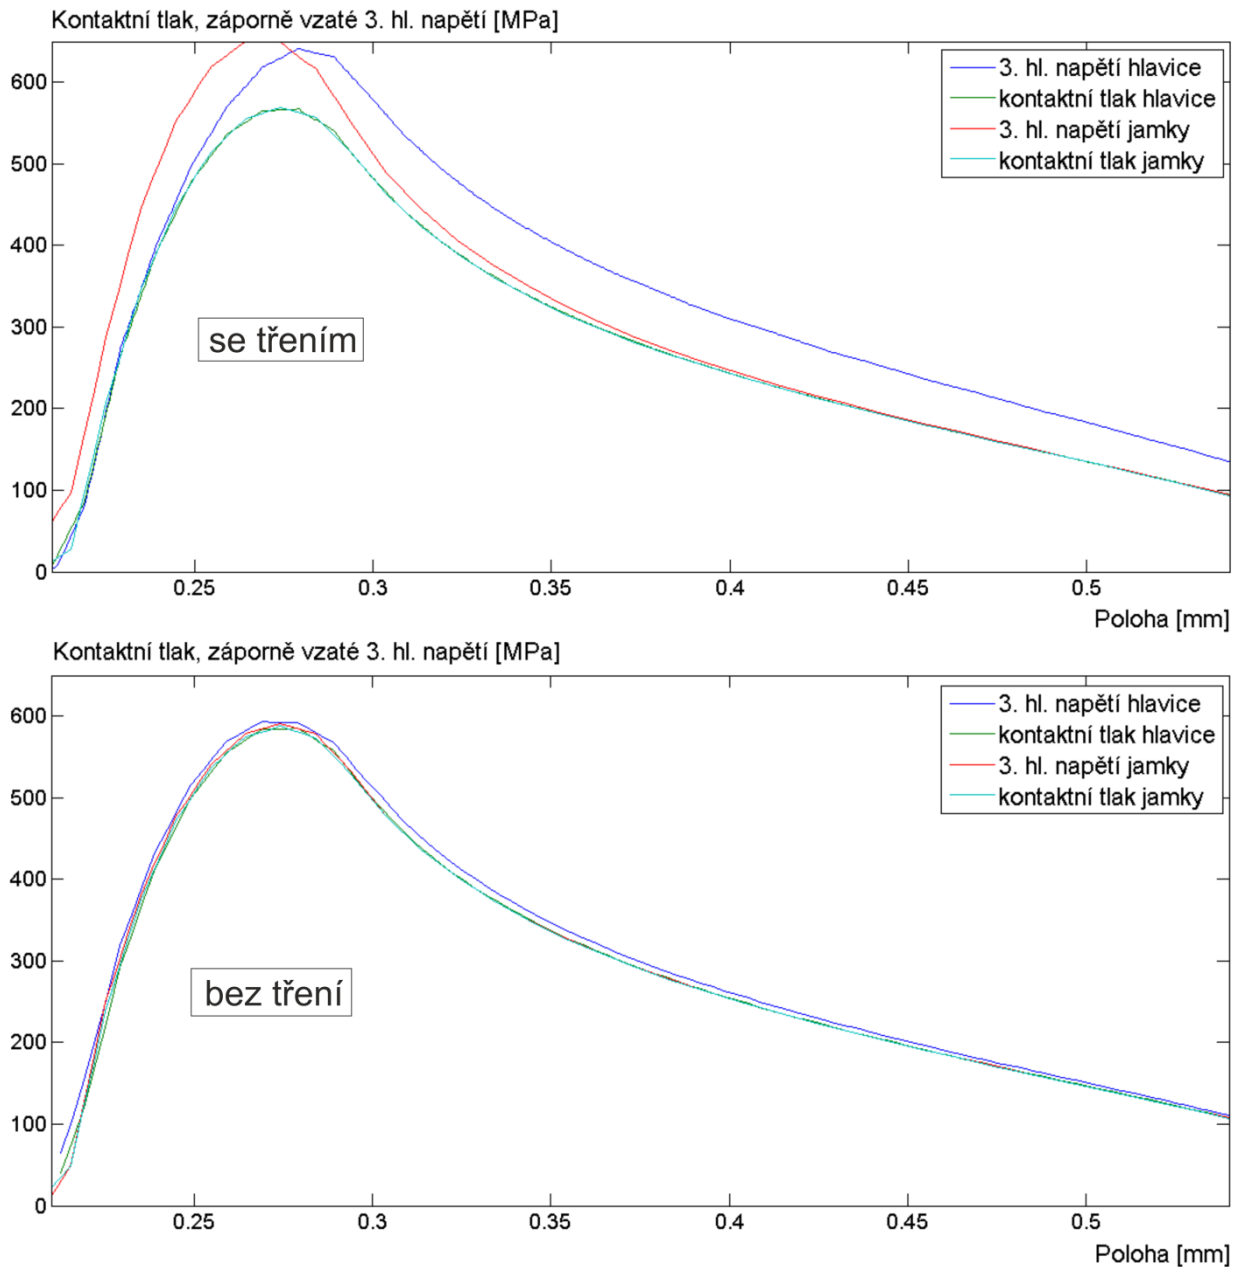 Kontaktní tlak, záporně vzaté 3. hl. napětí [MPa]
600
500
400
300
200
100
0
3. hl. napětí hlavice
kontaktní tlak hlavice
3. hl. napětí jamky
kontaktní tlak jamky
se třením
0.25 0.3 0.35 0.4 0.45 0.5
Poloha [mm]
Kontaktní tlak, záporně vzaté 3. hl. napětí [MPa]
600
500
400
300
200
100
0
3. hl. napětí hlavice
kontaktní tlak hlavice
3. hl. napětí jamky
kontaktní tlak jamky
bez tření
0.25 0.3 0.35 0.4 0.45 0.5
Poloha [mm]